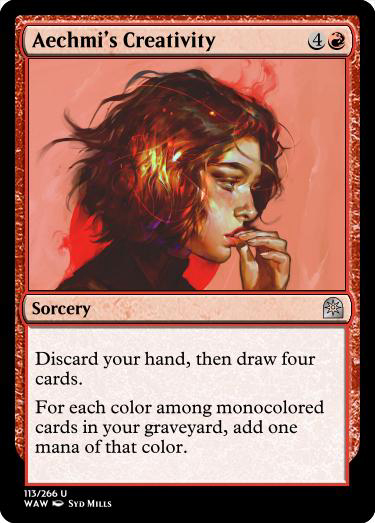 Aechmi's Creativity 4
Sorcery
Discard your hand, then draw four
cards.
For each color among monocolored
cards in your graveyard, add one
mana of that color.
113/266 U
WAW Syd Mills